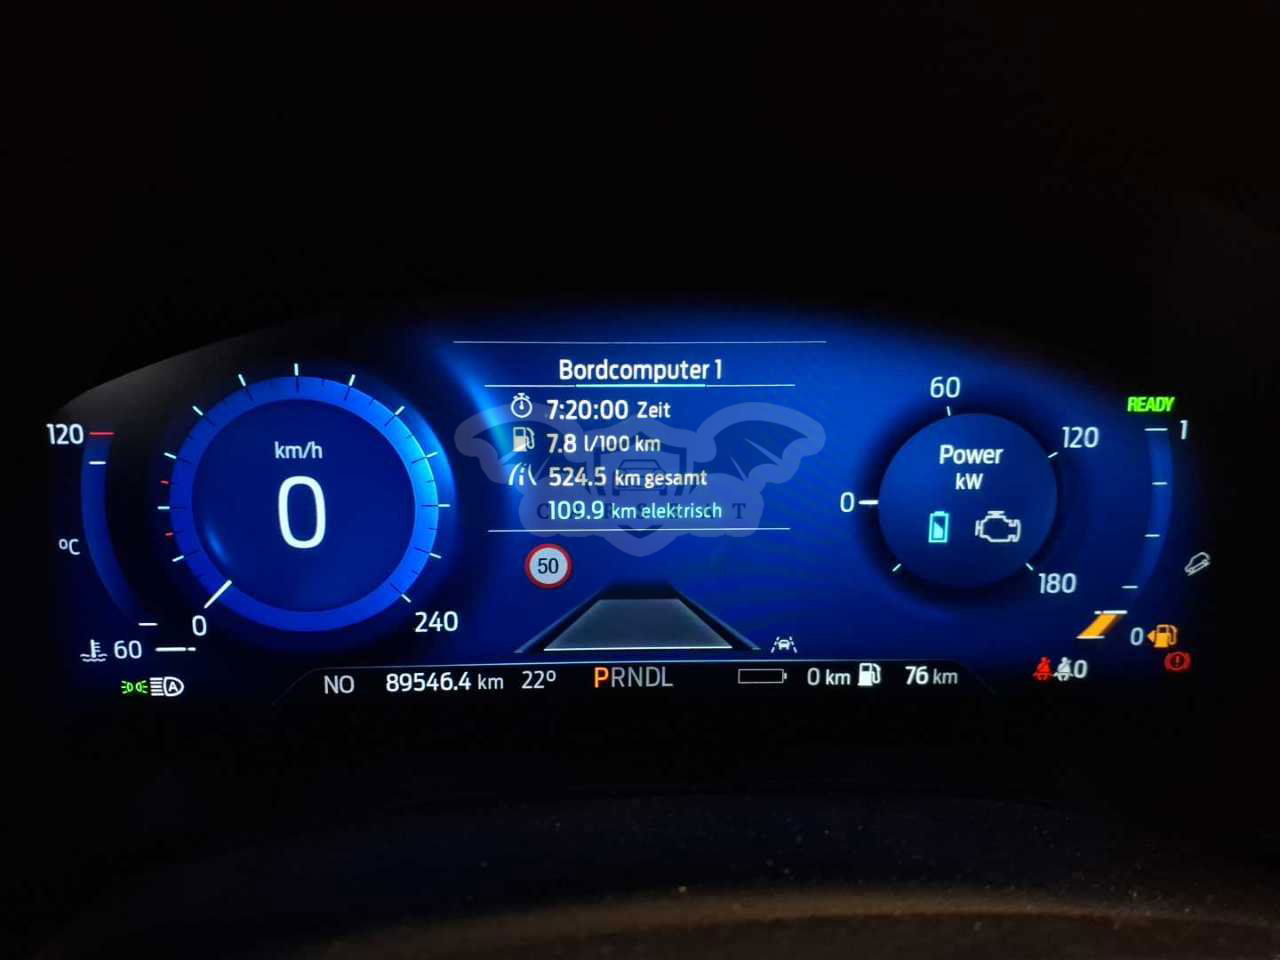 Bordcomputer 1
7:20:00 Zeit
7.8 l/100 km
524.5 km gesamt
109.9 km elektrisch
50
120
°C
60
km/h
0
0
240
60
120
Power
kW
0
180
READY
1
0
0
NO 89546.4 km 22° PRNDL 0 km 76 km
A